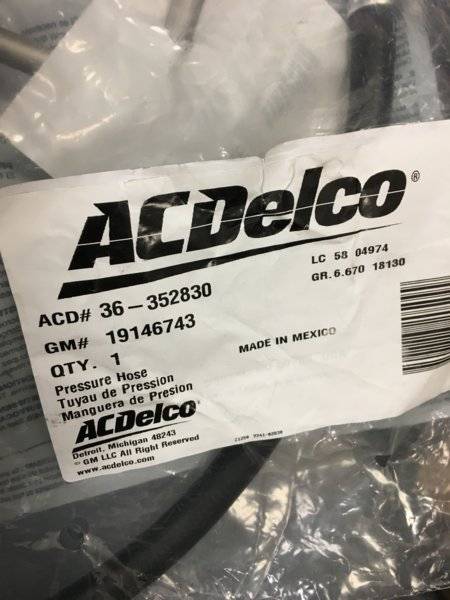 ACDelco®
LC 58 04974
GR.6.670 18130
ACD# 36-352830
GM# 19146743
QTY. 1
MADE IN MEXICO
Pressure Hose
Tuyau de Pression
Manguera de Presion
ACDelco
Detroit, Michigan 48243
© GM LLC All Right Reserved
www.acdelco.com